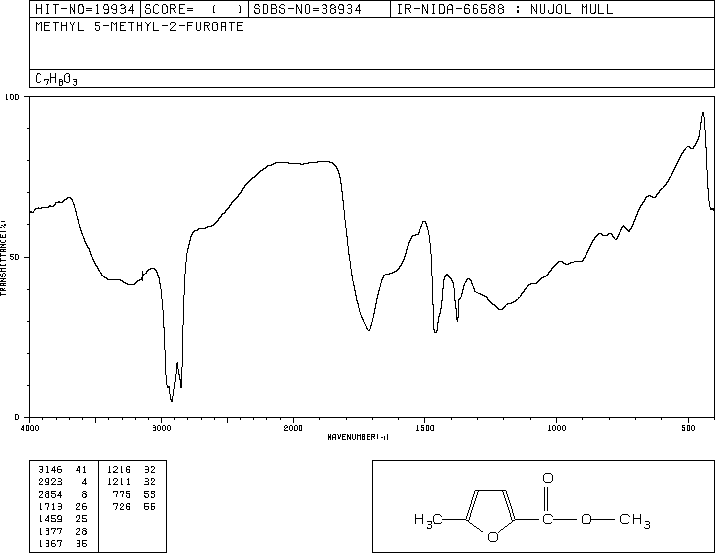 HIT-NO=19934 SCORE= ( ) SDBS-NO=38934 IR-NIDA-66588 : NUJOL MULL
METHYL 5-METHYL-2-FUROATE
C7H8O3
100
50
0
TRANSMITTANCE(%)
4000 3000 2000 1500 1000 500
WAVENUMBER(-1)
3146 41 1216 32
2923 4 1211 32
2854 8 775 55
1713 26 726 55
1459 25
1377 28
1367 35
H3C O C O O CH3